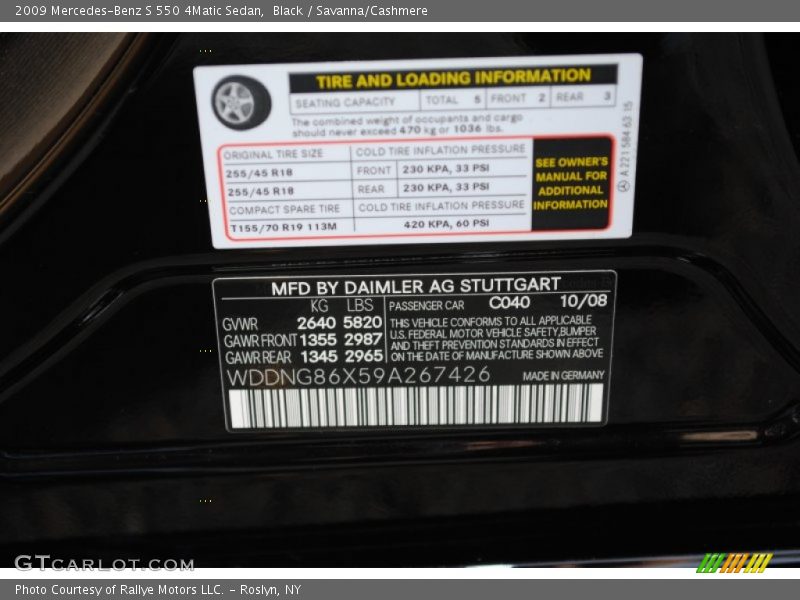 2009 Mercedes-Benz S 550 4Matic Sedan,  Black / Savanna/Cashmere
TIRE AND LOADING INFORMATION
SEATING CAPACITY TOTAL 5 FRONT 2 REAR 3
The combined weight of occupants and cargo
should never exceed 470 kg or 1036 lbs.
ORIGINAL TIRE SIZE COLD TIRE INFLATION PRESSURE
255/45 R18 FRONT 230 KPA, 33 PSI
255/45 R18 REAR 230 KPA, 33 PSI
COMPACT SPARE TIRE COLD TIRE INFLATION PRESSURE
T155/70 R19 113M 420 KPA, 60 PSI
SEE OWNER'S
MANUAL FOR
ADDITIONAL
INFORMATION
A 221 584 63 15
MFD BY DAIMLER AG STUTTGART
KG LBS
GVWR 2640 5820
GAWR FRONT 1355 2987
GAWR REAR 1345 2965
PASSENGER CAR C040 10/08
THIS VEHICLE CONFORMS TO ALL APPLICABLE
U.S. FEDERAL MOTOR VEHICLE SAFETY,BUMPER
AND THEFT PREVENTION STANDARDS IN EFFECT
ON THE DATE OF MANUFACTURE SHOWN ABOVE
WDDNG86X59A267426 MADE IN GERMANY
GTCARLOT.COM
Photo Courtesy of Rallye Motors LLC. - Roslyn, NY